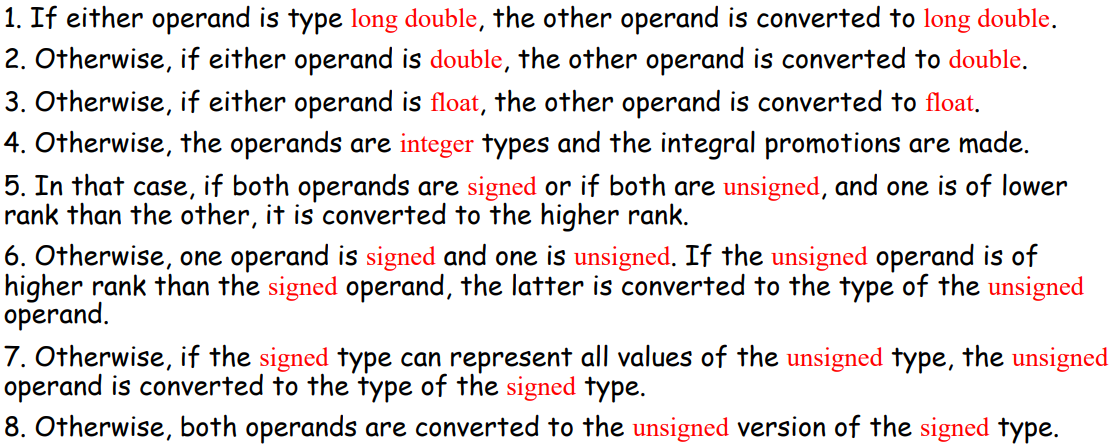 1. If either operand is type long double, the other operand is converted to long double.
2. Otherwise, if either operand is double, the other operand is converted to double.
3. Otherwise, if either operand is float, the other operand is converted to float.
4. Otherwise, the operands are integer types and the integral promotions are made.
5. In that case, if both operands are signed or if both are unsigned, and one is of lower
rank than the other, it is converted to the higher rank.
6. Otherwise, one operand is signed and one is unsigned. If the unsigned operand is of
higher rank than the signed operand, the latter is converted to the type of the unsigned
operand.
7. Otherwise, if the signed type can represent all values of the unsigned type, the unsigned
operand is converted to the type of the signed type.
8. Otherwise, both operands are converted to the unsigned version of the signed type.